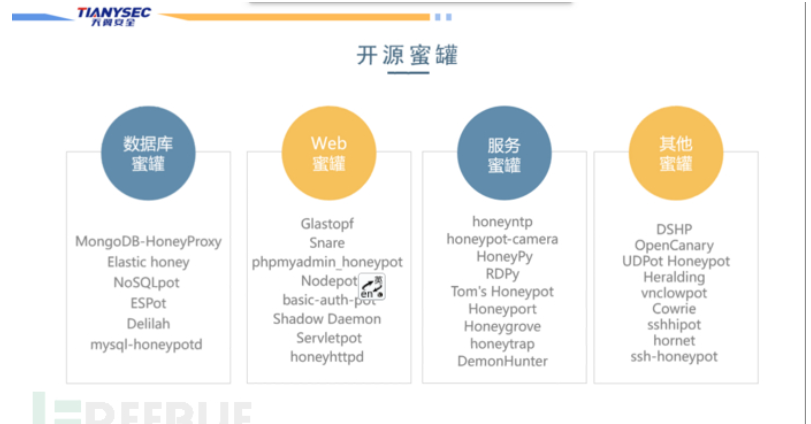 TIANYSEC
天翼安全
开源蜜罐
数据库
蜜罐
MongoDB-HoneyProxy
Elastic honey
NoSQLpot
ESPot
Delilah
mysql-honeypotd
Web
蜜罐
Glastopf
Snare
phpmyadmin_honeypot
Nodepot
basic-auth-pot
Shadow Daemon
Servletpot
honeyhttpd
英
en
服务
蜜罐
honeyntp
honeypot-camera
HoneyPy
RDPy
Tom's Honeypot
Honeyport
Honeygrove
honeytrap
DemonHunter
其他
蜜罐
DSHP
OpenCanary
UDPot Honeypot
Heralding
vnclowpot
Cowrie
sshhipot
hornet
ssh-honeypot
FREEBUF